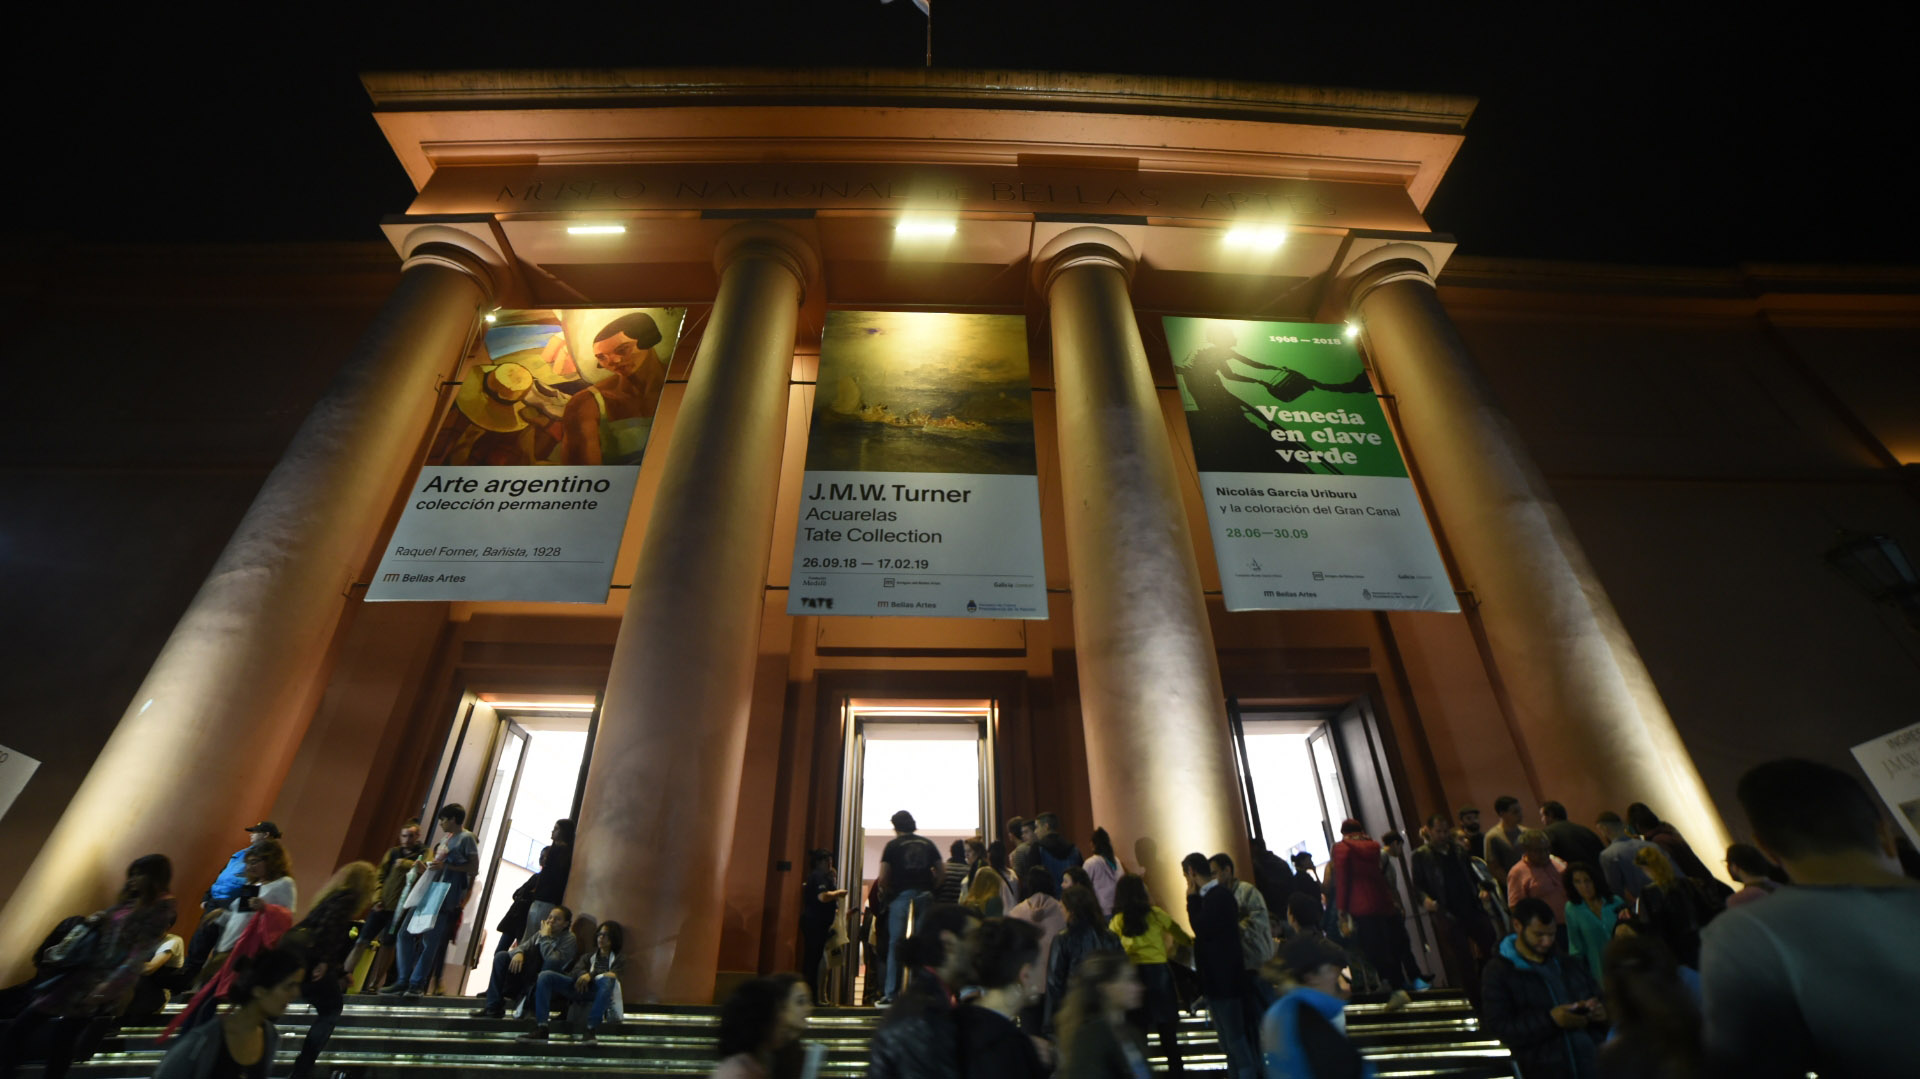 MUSEO NACIONAL DE BELLAS ARTES
Arte argentino
colección permanente
Raquel Forner, Bañista, 1928
Bellas Artes
J.M.W. Turner
Acuarelas
Tate Collection
26.09.18 — 17.02.19
TATE
Bellas Artes
1968 — 2018
Venecia
en clave
verde
Nicolás García Uriburu
y la coloración del Gran Canal
28.06—30.09
Bellas Artes